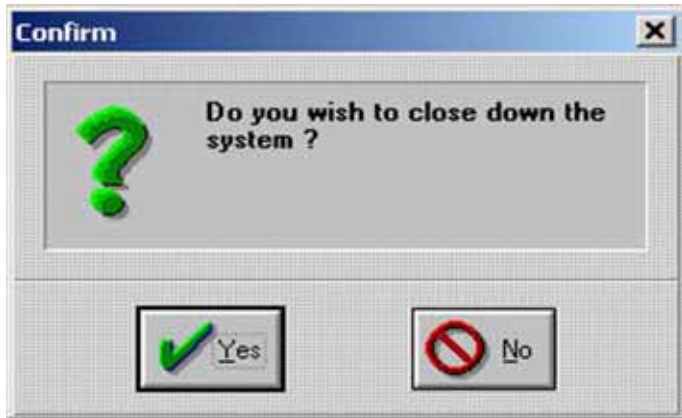 Confirm
Do you wish to close down the
system ?
Yes
No